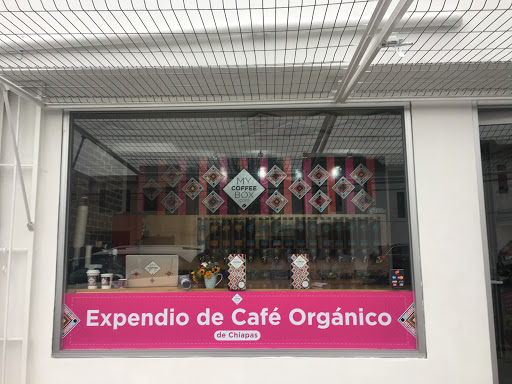 MY
COFFEE
BOX
Expendio de Café Orgánico
de Chiapas